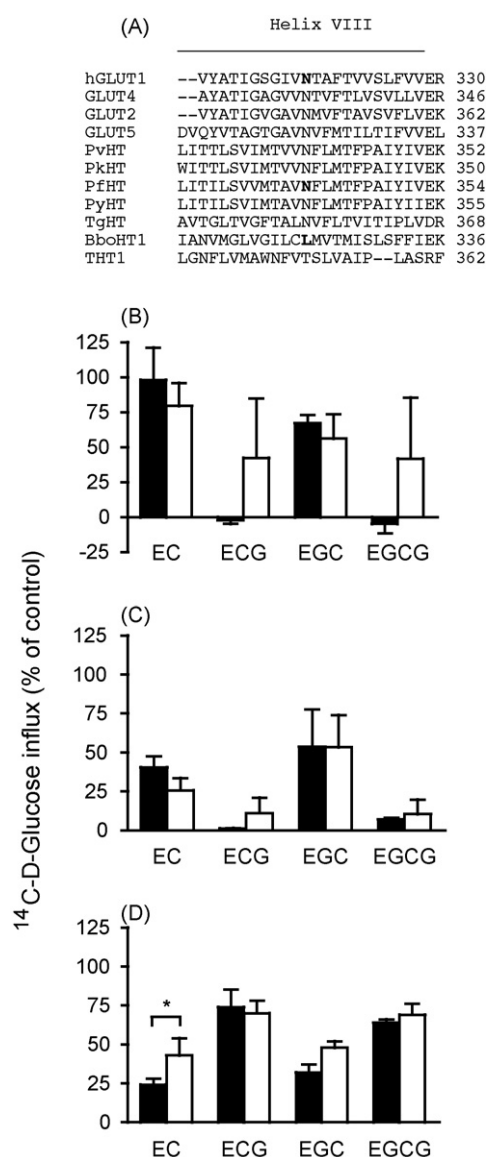 (A) Helix VIII
hGLUT1 --VYATIGSGIVNTAFTVVSLFVVER 330
GLUT4 --AYATIGAGVVNTVFTLVSVLLVER 346
GLUT2 --VYATIGVGAVNMVFTAVSVFLVEK 362
GLUT5 DVQYVTAGTGAVNVFMTILTIFVVEL 337
PvHT LITTLSVIMTVVNFLMTFPAIYIVEK 352
PkHT WITTLSVIMTVVNFLMTFPAIYIVEK 350
PfHT LITILSVVMTAVNFLMTFPAIYIVEK 354
PyHT LITILSVIMTVVNFLMTFPAIYIIEK 355
TgHT AVTGLTVGFTALNVFLTVITIPLVDR 368
BboHT1 IANVMGLVGILCLMVTMISLSFFIEK 336
THT1 LGNFLVMAWNFVTSLVAIP--LASRF 362
(B)
125
100
75
50
25
0
-25
EC ECG EGC EGCG
(C)
125
100
75
50
25
0
EC ECG EGC EGCG
(D)
125
100
75
50
25
0
*
EC ECG EGC EGCG
14C-D-Glucose influx (% of control)